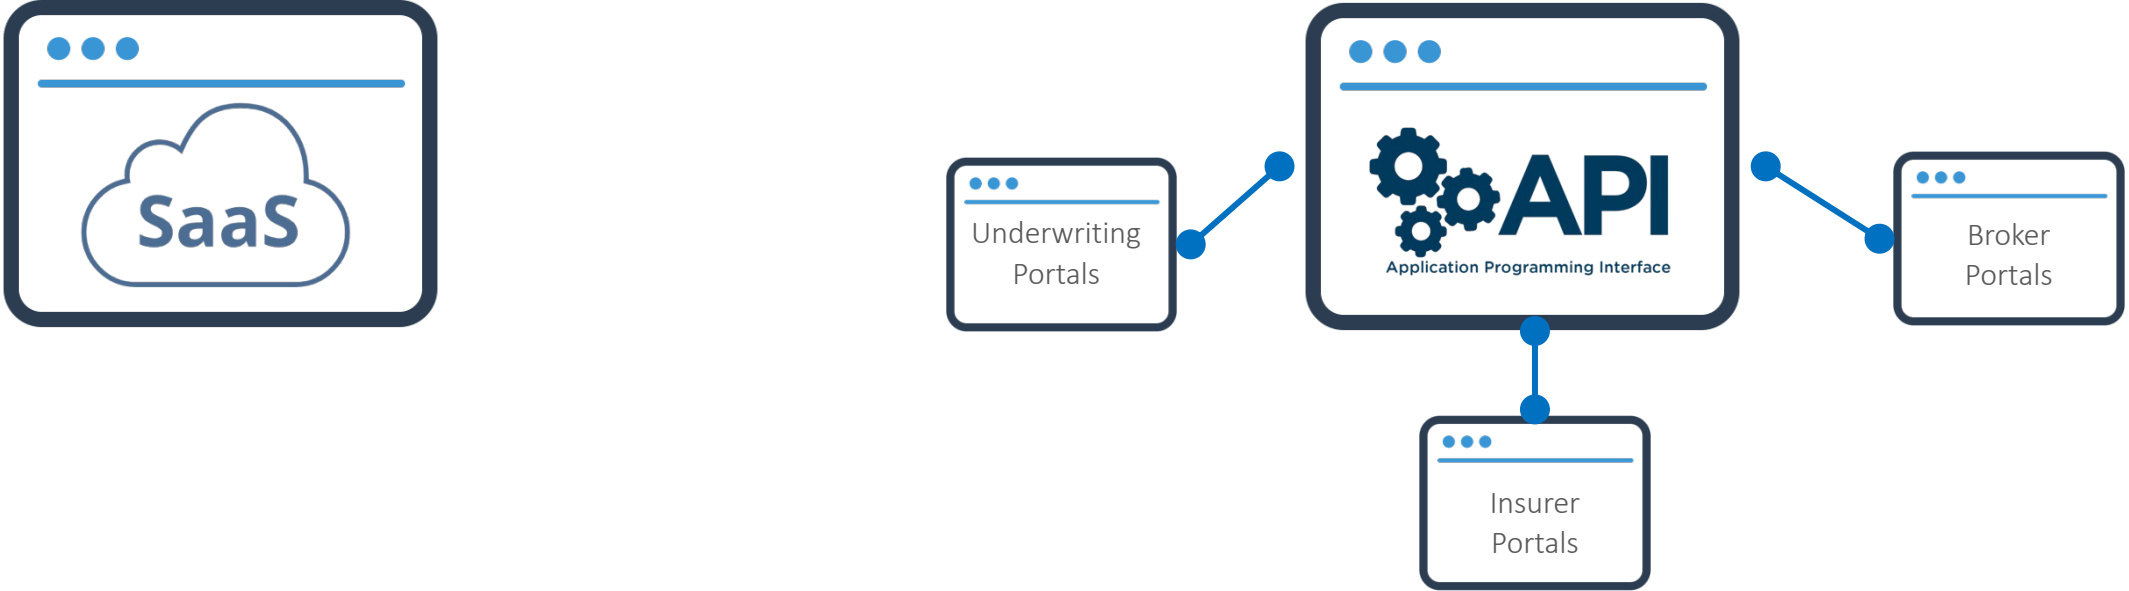 SaaS
API
Application Programming Interface
Underwriting
Portals
Broker
Portals
Insurer
Portals